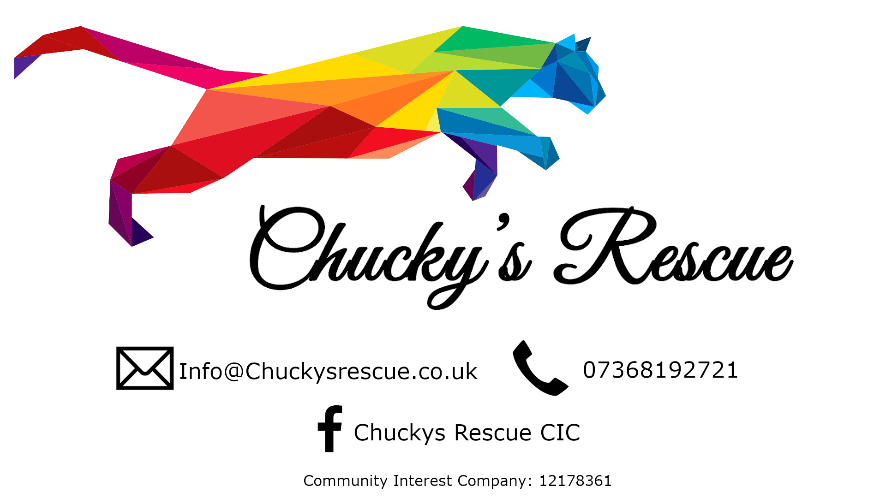 Chucky's Rescue
Info@Chuckysrescue.co.uk
07368192721
Chuckys Rescue CIC
Community Interest Company: 12178361